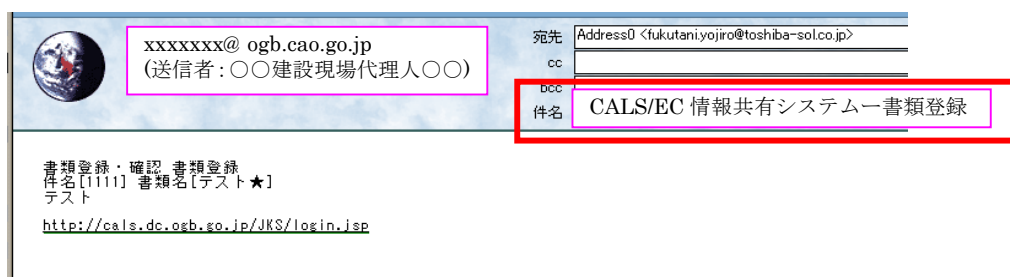 xxxxxxx@ ogb.cao.go.jp
(送信者:○○建設現場代理人○○)
宛先 Address0 <fukutani.yojiro@toshiba-sol.co.jp>
cc
bcc
件名 CALS/EC 情報共有システムー書類登録
書類登録・確認 書類登録
件名[1111] 書類名[テスト★]
テスト
http://cals.dc.ogb.go.jp/JKS/login.jsp